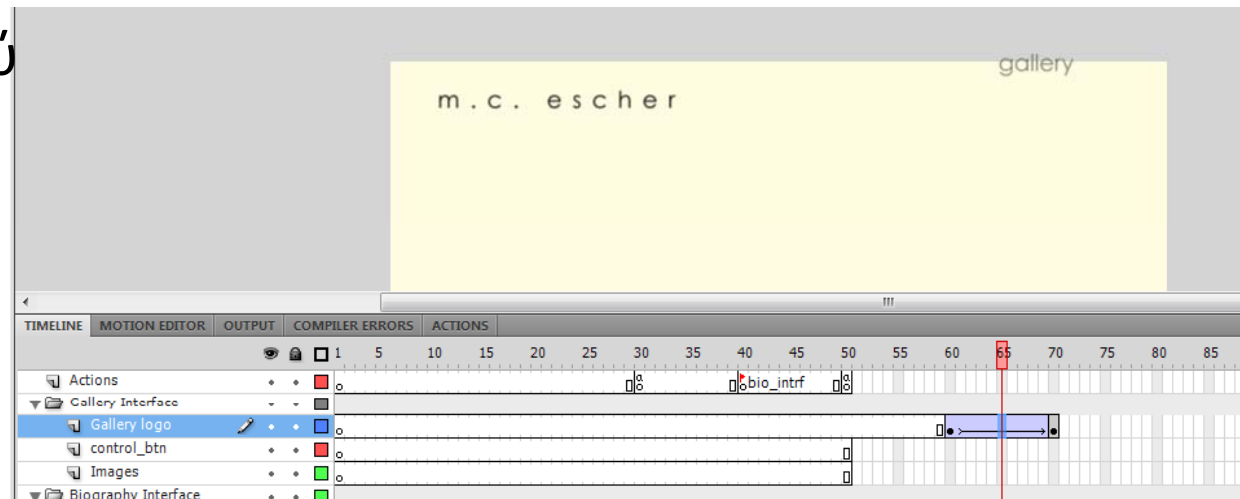 ύ
gallery
m.c. escher
TIMELINE MOTION EDITOR OUTPUT COMPILER ERRORS ACTIONS
1 5 10 15 20 25 30 35 40 45 50 55 60 65 70 75 80 85
Actions a bio_intrf a
Gallery Interface
Gallery logo
control_btn
Images
Biography Interface